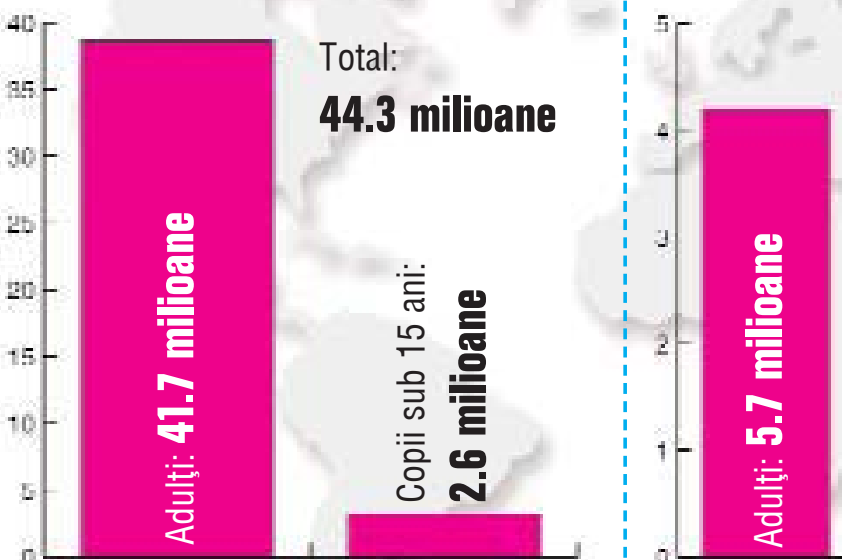 40
35
30
25
20
15
10
5
0
Total:
44.3 milioane
Adulţi: 41.7 milioane
Copii sub 15 ani:
2.6 milioane
5
4
3
2
1
0
Adulţi: 5.7 milioane